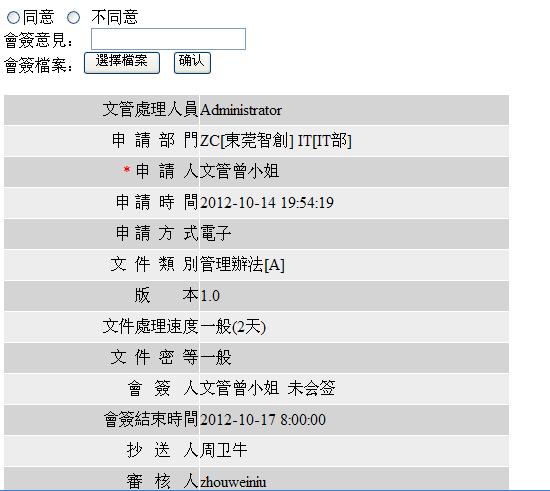 同意 不同意
會簽意見：
會簽檔案： 選擇檔案 确认
文管處理人員 Administrator
申請部門 ZC[東莞智創] IT[IT部]
*申請人 文管曾小姐
申請時間 2012-10-14 19:54:19
申請方式 電子
文件類別 管理辦法[A]
版本 1.0
文件處理速度 一般(2天)
文件密等 一般
會簽人 文管曾小姐 未会签
會簽結束時間 2012-10-17 8:00:00
抄送人 周卫牛
審核人 zhouweiniu